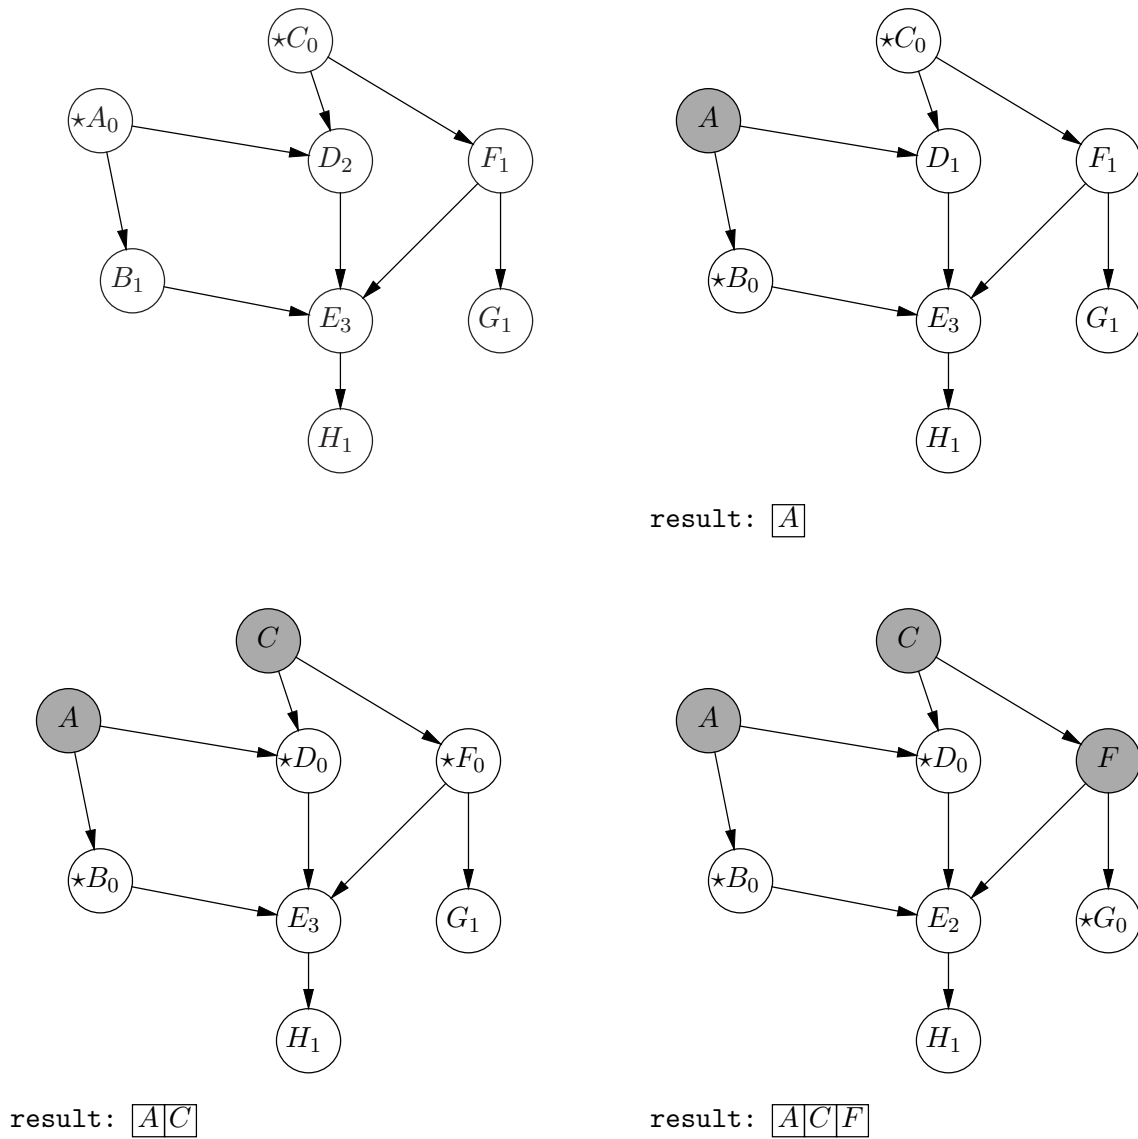 ⋆C₀
⋆A₀
D₂
F₁
B₁
E₃
G₁
H₁
⋆C₀
A
D₁
F₁
⋆B₀
E₃
G₁
H₁
result: A
C
A
⋆D₀
⋆F₀
⋆B₀
E₃
G₁
H₁
result: A C
C
A
⋆D₀
F
⋆B₀
E₂
⋆G₀
H₁
result: A C F